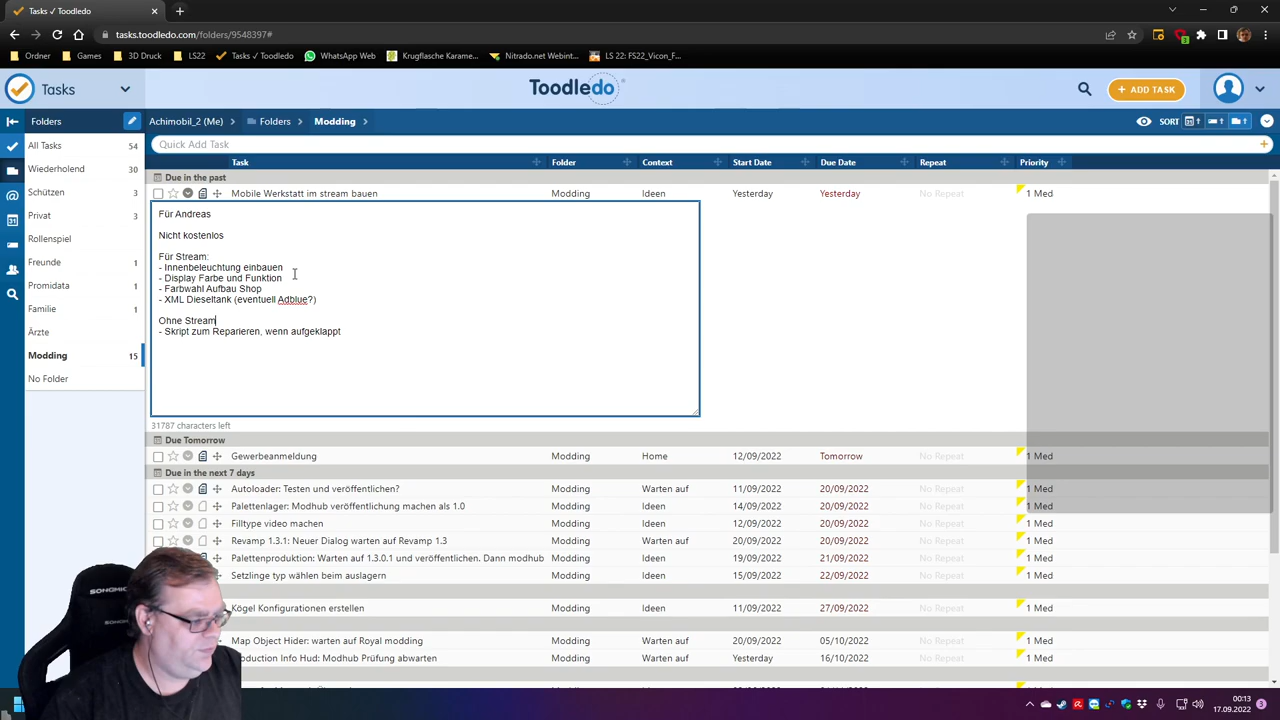 Tasks ✓ Toodledo
tasks.toodledo.com/folders/9548397#
Ordner Games 3D Druck LS22 Tasks ✓ Toodledo WhatsApp Web Krugflasche Karame... Nitrado.net Webint... LS 22: FS22_Vicon_F...
Tasks Toodledo + ADD TASK
Folders Achimobil_2 (Me) Folders Modding SORT
All Tasks 54 Quick Add Task
Wiederholend 30
Schützen 3
Privat 3
Rollenspiel
Freunde 1
Promidata 1
Familie 1
Ärzte
Modding 15
No Folder
Task Folder Context Start Date Due Date Repeat Priority
Due in the past
Mobile Werkstatt im stream bauen Modding Ideen Yesterday Yesterday No Repeat 1 Med
Für Andreas
Nicht kostenlos
Für Stream:
- Innenbeleuchtung einbauen
- Display Farbe und Funktion
- Farbwahl Aufbau Shop
- XML Dieseltank (eventuell Adblue?)
Ohne Stream
- Skript zum Reparieren, wenn aufgeklappt
31787 characters left
Due Tomorrow
Gewerbeanmeldung Modding Home 12/09/2022 Tomorrow No Repeat 1 Med
Due in the next 7 days
Autoloader: Testen und veröffentlichen? Modding Warten auf 11/09/2022 20/09/2022 No Repeat 1 Med
Palettenlager: Modhub veröffentlichung machen als 1.0 Modding Ideen 14/09/2022 20/09/2022 No Repeat 1 Med
Filltype video machen Modding Ideen 12/09/2022 20/09/2022 No Repeat 1 Med
Revamp 1.3.1: Neuer Dialog warten auf Revamp 1.3 Modding Warten auf 20/09/2022 20/09/2022 No Repeat 1 Med
Palettenproduktion: Warten auf 1.3.0.1 und veröffentlichen. Dann modhub Modding Ideen 19/09/2022 21/09/2022 No Repeat 1 Med
Setzlinge typ wählen beim auslagern Modding Ideen 15/09/2022 22/09/2022 No Repeat 1 Med
Kögel Konfigurationen erstellen Modding Ideen 11/09/2022 27/09/2022 No Repeat 1 Med
Map Object Hider: warten auf Royal modding Modding Warten auf 20/09/2022 05/10/2022 No Repeat 1 Med
roduction Info Hud: Modhub Prüfung abwarten Modding Warten auf Yesterday 16/10/2022 No Repeat 1 Med
SONGMICS
00:13
17.09.2022